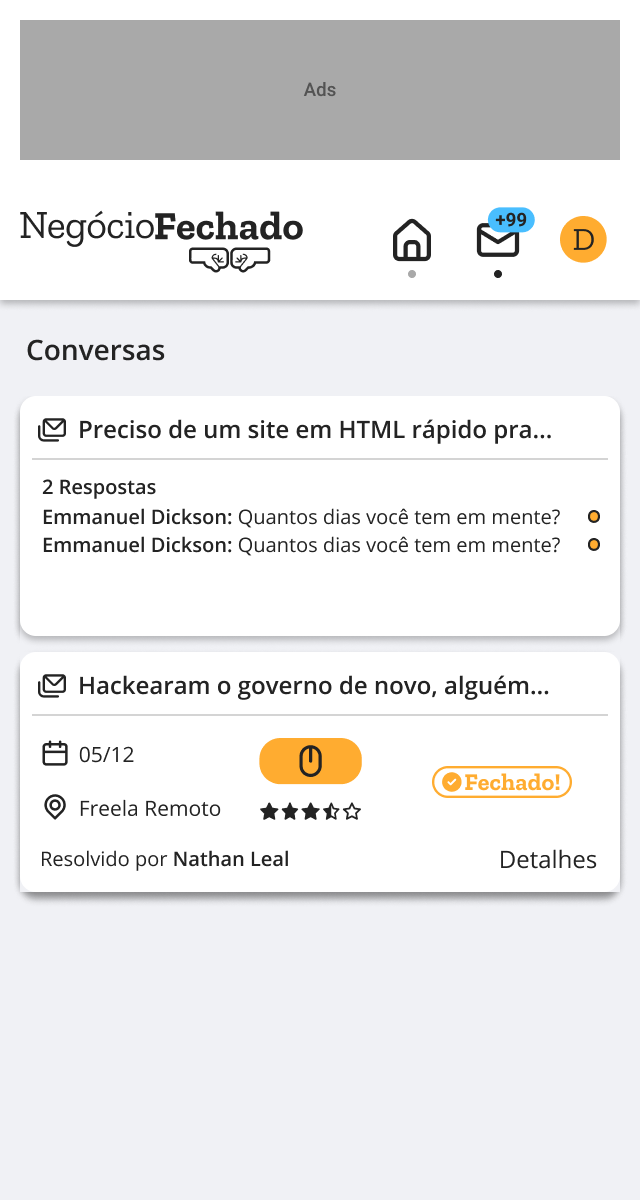 Ads
NegócioFechado
+99
D
Conversas
Preciso de um site em HTML rápido pra...
2 Respostas
Emmanuel Dickson: Quantos dias você tem em mente?
Emmanuel Dickson: Quantos dias você tem em mente?
Hackearam o governo de novo, alguém...
05/12
Fechado!
Freela Remoto
Resolvido por Nathan Leal
Detalhes